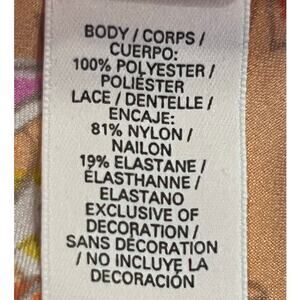 BODY / CORPS /
CUERPO:
100% POLYESTER /
POLIÉSTER
LACE / DENTELLE /
ENCAJE:
81% NYLON /
NAILON
19% ELASTANE /
ÉLASTHANNE /
ELASTANO
EXCLUSIVE OF
DECORATION /
SANS DÉCORATION
/ NO INCLUYE LA
DECORACIÓN